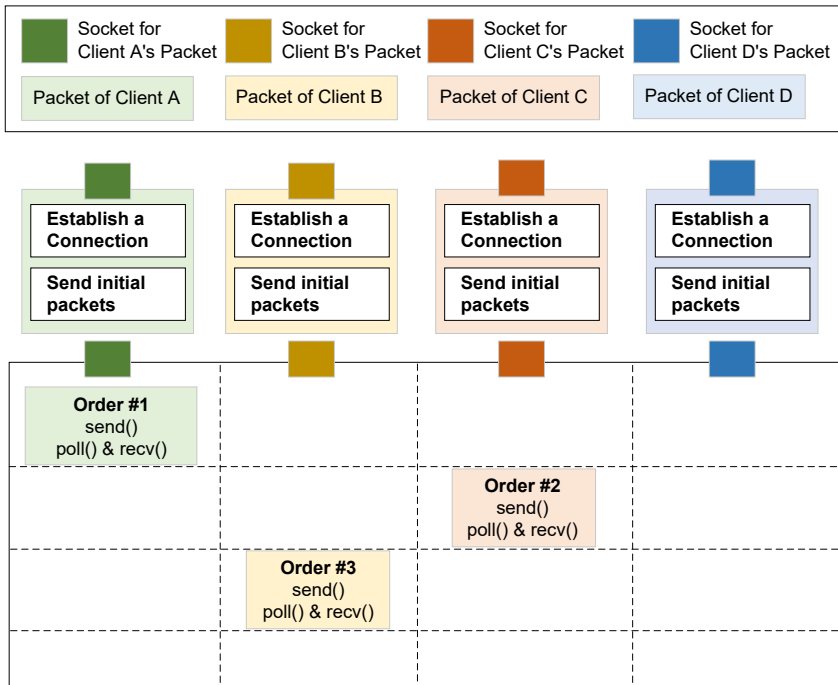 Socket for
Client A's Packet
Socket for
Client B's Packet
Socket for
Client C's Packet
Socket for
Client D's Packet
Packet of Client A
Packet of Client B
Packet of Client C
Packet of Client D
Establish a
Connection
Send initial
packets
Establish a
Connection
Send initial
packets
Establish a
Connection
Send initial
packets
Establish a
Connection
Send initial
packets
Order #1
send()
poll() & recv()
Order #2
send()
poll() & recv()
Order #3
send()
poll() & recv()